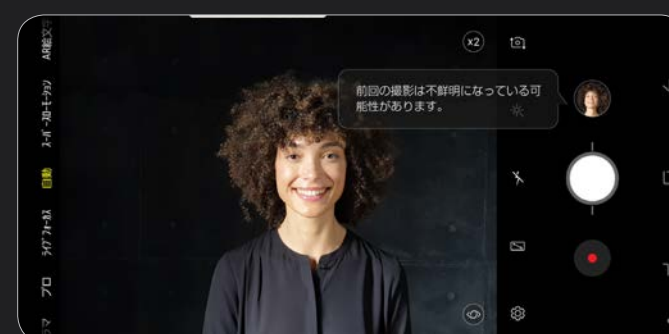 x2
前回の撮影は不鮮明になっている可
能性があります。
AR絵文字
スーパースローモーション
自動
ライブフォーカス
プロ